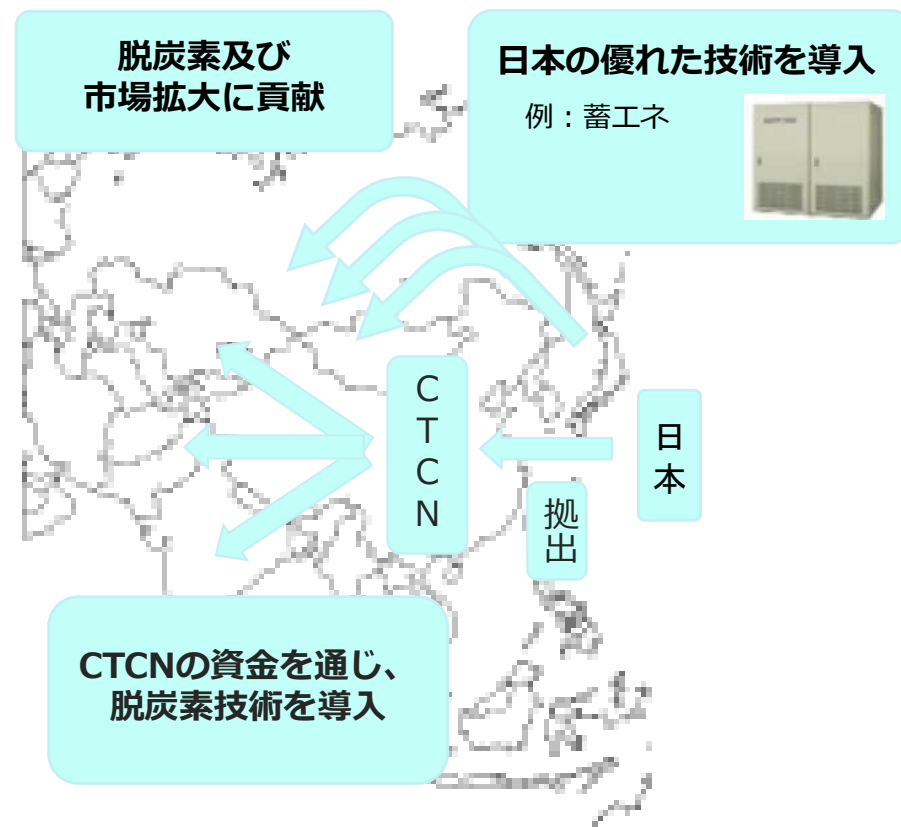 脱炭素及び
市場拡大に貢献
日本の優れた技術を導入
例：蓄エネ
CTCN
日本
拠出
CTCNの資金を通じ、
脱炭素技術を導入